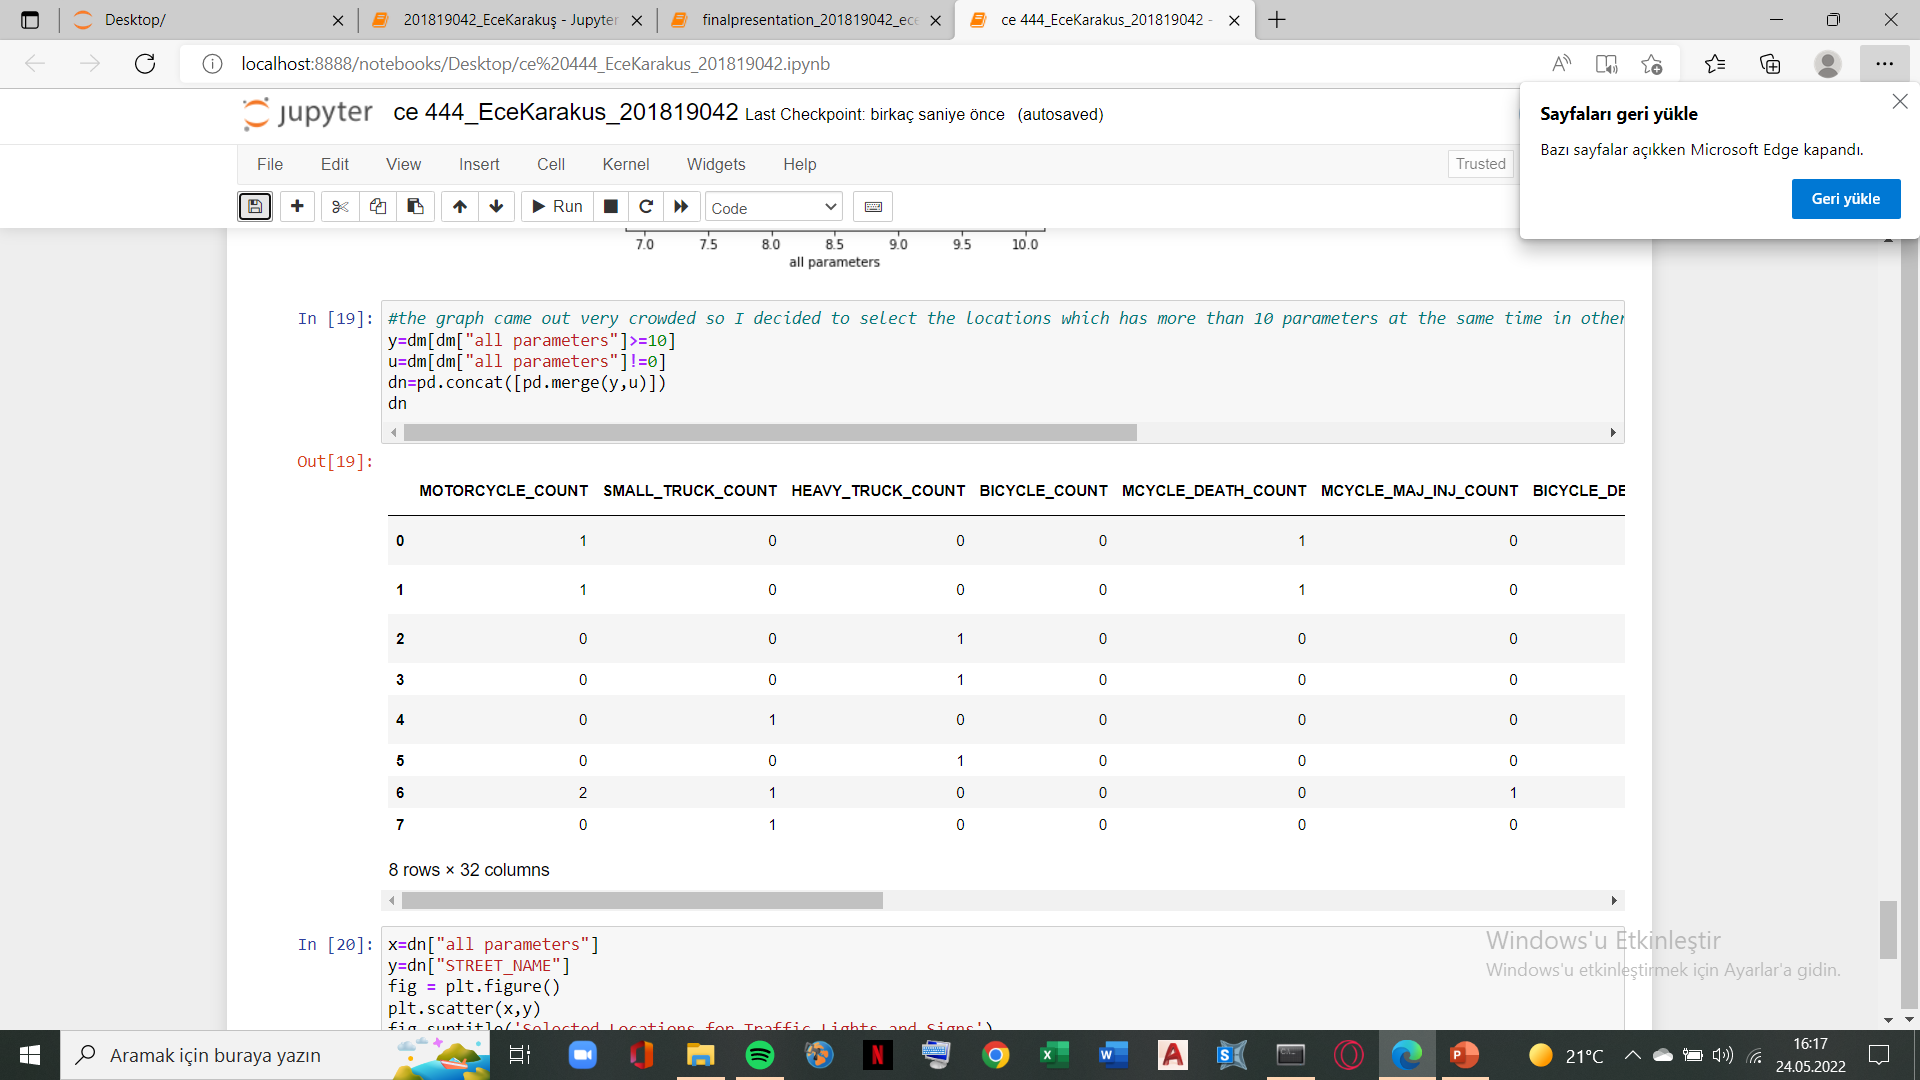 Desktop/
201819042_EceKarakuş - Jupyter
finalpresentation_201819042_ece
ce 444_EceKarakus_201819042 -
localhost:8888/notebooks/Desktop/ce%20444_EceKarakus_201819042.ipynb
Sayfaları geri yükle
Bazı sayfalar açıkken Microsoft Edge kapandı.
Geri yükle
jupyter ce 444_EceKarakus_201819042 Last Checkpoint: birkaç saniye önce (autosaved)
File Edit View Insert Cell Kernel Widgets Help Trusted
Run Code
7.0 7.5 8.0 8.5 9.0 9.5 10.0
all parameters
In [19]: #the graph came out very crowded so I decided to select the locations which has more than 10 parameters at the same time in other
y=dm[dm["all parameters"]>=10]
u=dm[dm["all parameters"]!=0]
dn=pd.concat([pd.merge(y,u)])
dn
Out[19]:
MOTORCYCLE_COUNT SMALL_TRUCK_COUNT HEAVY_TRUCK_COUNT BICYCLE_COUNT MCYCLE_DEATH_COUNT MCYCLE_MAJ_INJ_COUNT BICYCLE_DE
0 1 0 0 0 1 0
1 1 0 0 0 1 0
2 0 0 1 0 0 0
3 0 0 1 0 0 0
4 0 1 0 0 0 0
5 0 0 1 0 0 0
6 2 1 0 0 0 1
7 0 1 0 0 0 0
8 rows × 32 columns
In [20]: x=dn["all parameters"]
y=dn["STREET_NAME"]
fig = plt.figure()
plt.scatter(x,y)
fig.suptitle('Selected Locations for Traffic Lights and Signs')
Windows'u Etkinleştir
Windows'u etkinleştirmek için Ayarlar'a gidin.
Aramak için buraya yazın
21°C
16:17
24.05.2022